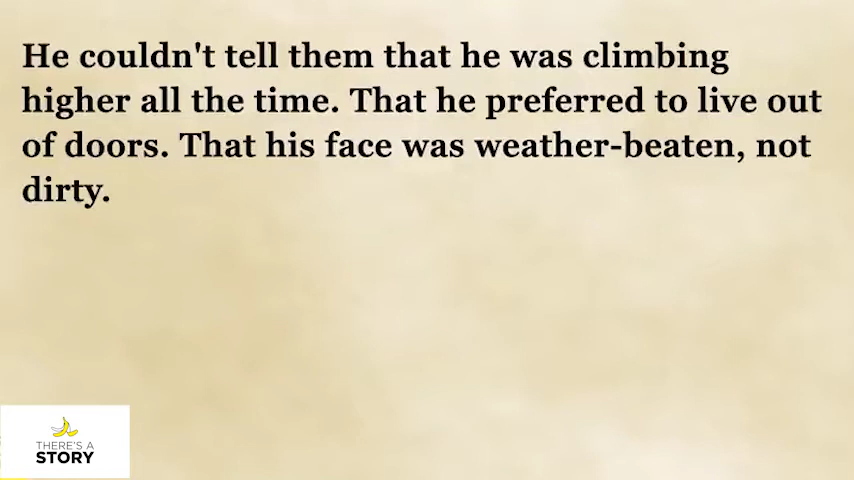 He couldn't tell them that he was climbing
higher all the time. That he preferred to live out
of doors. That his face was weather-beaten, not
dirty.
THERE'S A
STORY